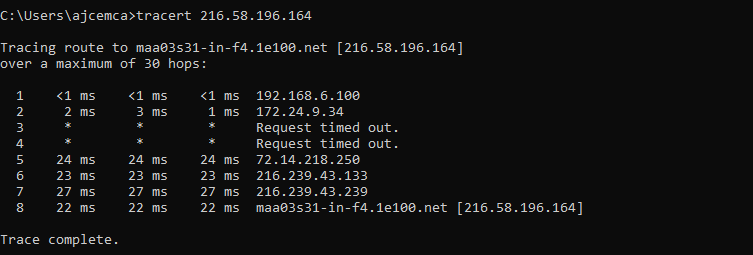 C:\Users\ajcemca>tracert 216.58.196.164
Tracing route to maa03s31-in-f4.1e100.net [216.58.196.164]
over a maximum of 30 hops:
1 <1 ms <1 ms <1 ms 192.168.6.100
2 2 ms 3 ms 1 ms 172.24.9.34
3 * * * Request timed out.
4 * * * Request timed out.
5 24 ms 24 ms 24 ms 72.14.218.250
6 23 ms 23 ms 23 ms 216.239.43.133
7 27 ms 27 ms 27 ms 216.239.43.239
8 22 ms 22 ms 22 ms maa03s31-in-f4.1e100.net [216.58.196.164]
Trace complete.